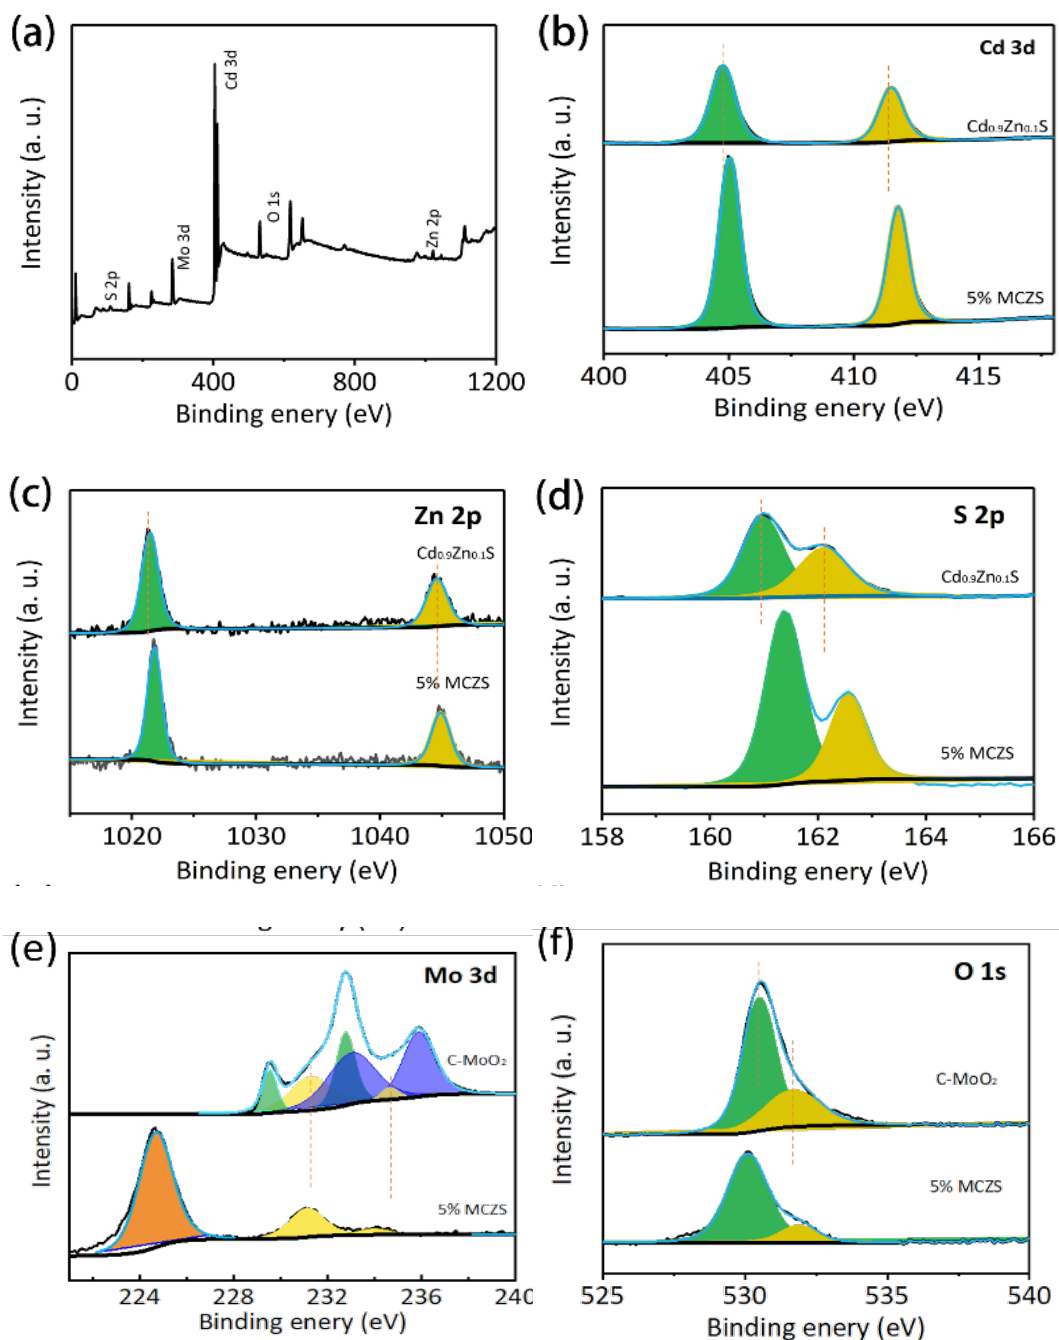 (a)
Intensity (a. u.)
S 2p
Mo 3d
Cd 3d
O 1s
Zn 2p
0
400
800
1200
Binding enery (eV)
(b)
Cd 3d
Intensity (a. u.)
Cd₀.₉Zn₀.₁S
5% MCZS
400
405
410
415
Binding enery (eV)
(c)
Zn 2p
Intensity (a. u.)
Cd₀.₉Zn₀.₁S
5% MCZS
1020
1030
1040
1050
Binding enery (eV)
(d)
S 2p
Intensity (a. u.)
Cd₀.₉Zn₀.₁S
5% MCZS
158
160
162
164
166
Binding enery (eV)
(e)
Mo 3d
Intensity (a. u.)
C-MoO₂
5% MCZS
224
228
232
236
240
Binding enery (eV)
(f)
O 1s
Intensity (a. u.)
C-MoO₂
5% MCZS
525
530
535
540
Binding enery (eV)